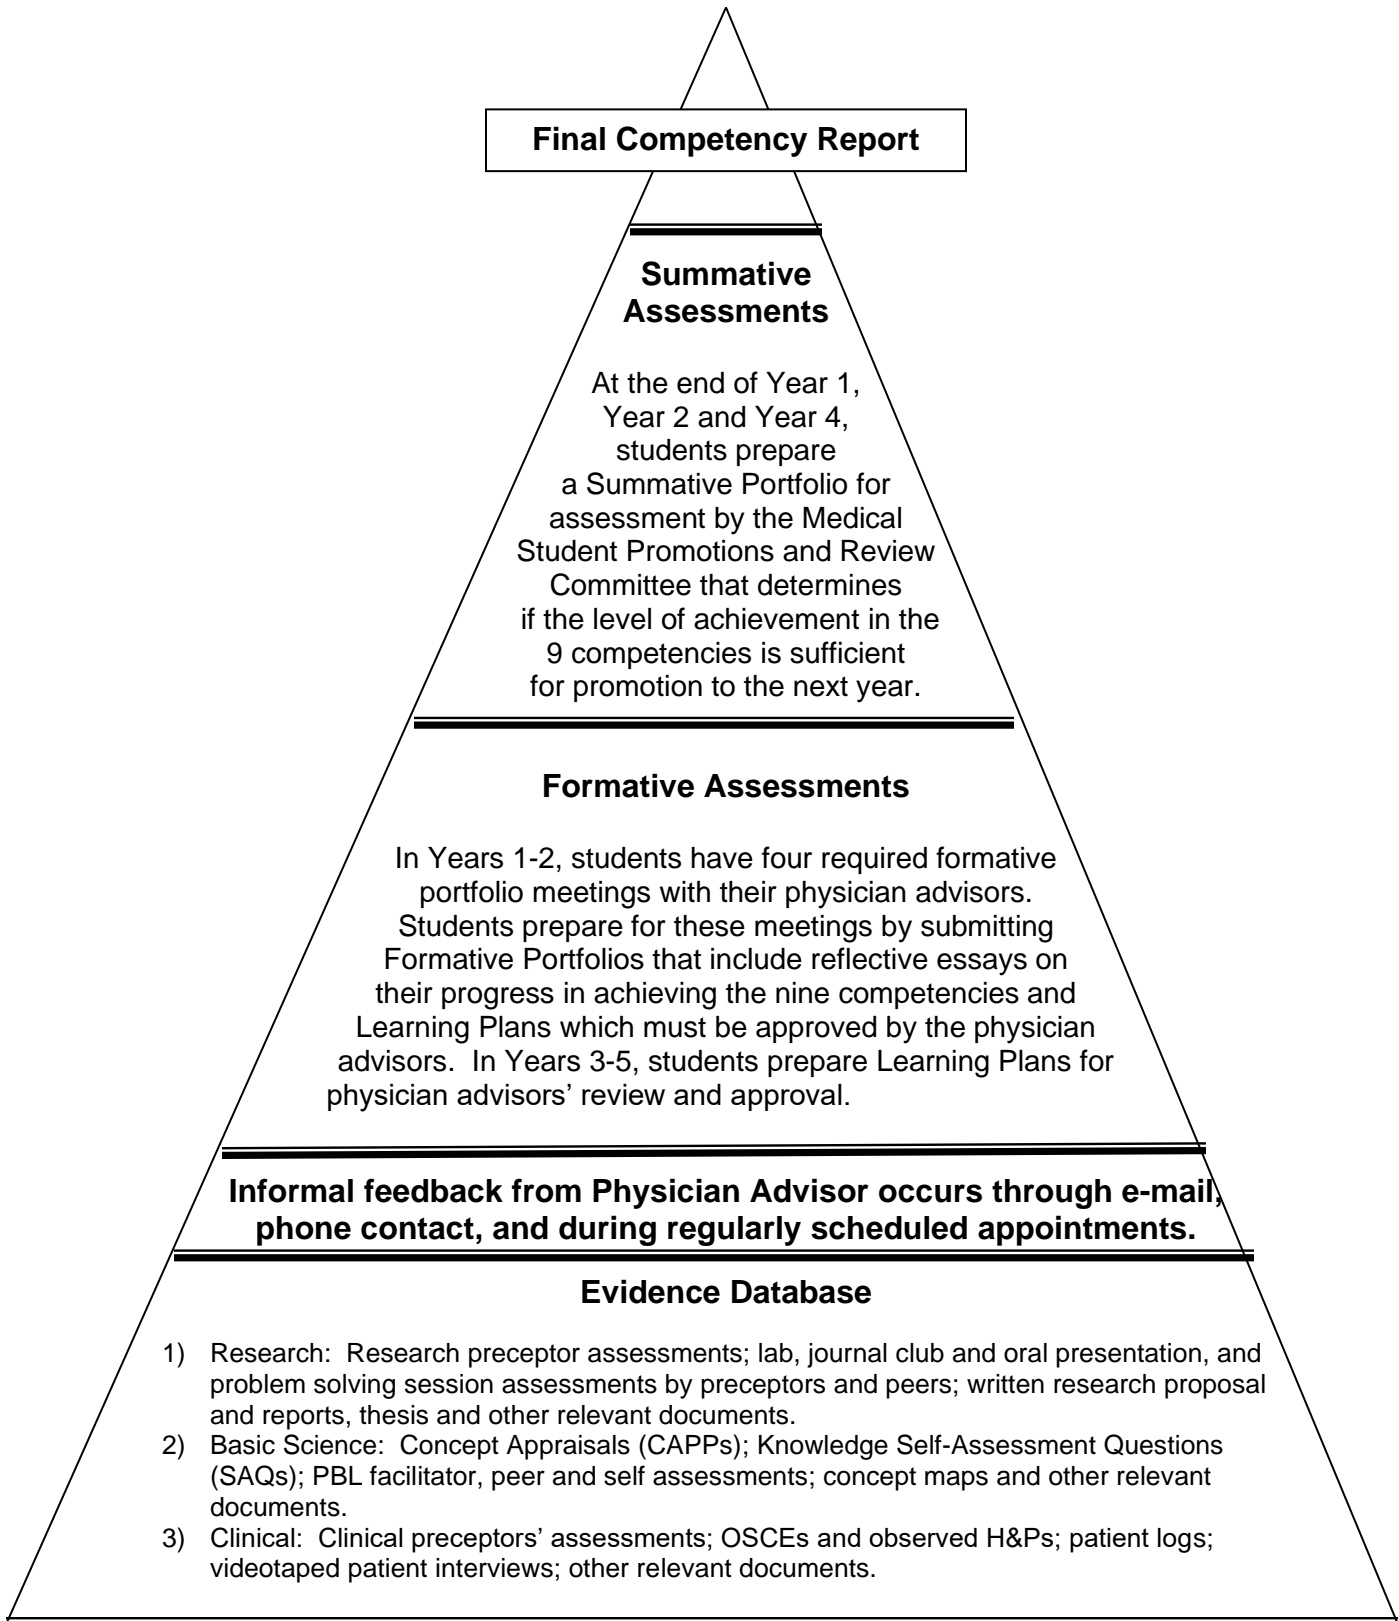 Final Competency Report
Summative
Assessments
At the end of Year 1,
Year 2 and Year 4,
students prepare
a Summative Portfolio for
assessment by the Medical
Student Promotions and Review
Committee that determines
if the level of achievement in the
9 competencies is sufficient
for promotion to the next year.
Formative Assessments
In Years 1-2, students have four required formative
portfolio meetings with their physician advisors.
Students prepare for these meetings by submitting
Formative Portfolios that include reflective essays on
their progress in achieving the nine competencies and
Learning Plans which must be approved by the physician
advisors.  In Years 3-5, students prepare Learning Plans for
physician advisors’ review and approval.
Informal feedback from Physician Advisor occurs through e-mail,
phone contact, and during regularly scheduled appointments.
Evidence Database
1) Research:  Research preceptor assessments; lab, journal club and oral presentation, and
problem solving session assessments by preceptors and peers; written research proposal
and reports, thesis and other relevant documents.
2) Basic Science:  Concept Appraisals (CAPPs); Knowledge Self-Assessment Questions
(SAQs); PBL facilitator, peer and self assessments; concept maps and other relevant
documents.
3) Clinical:  Clinical preceptors’ assessments; OSCEs and observed H&Ps; patient logs;
videotaped patient interviews; other relevant documents.